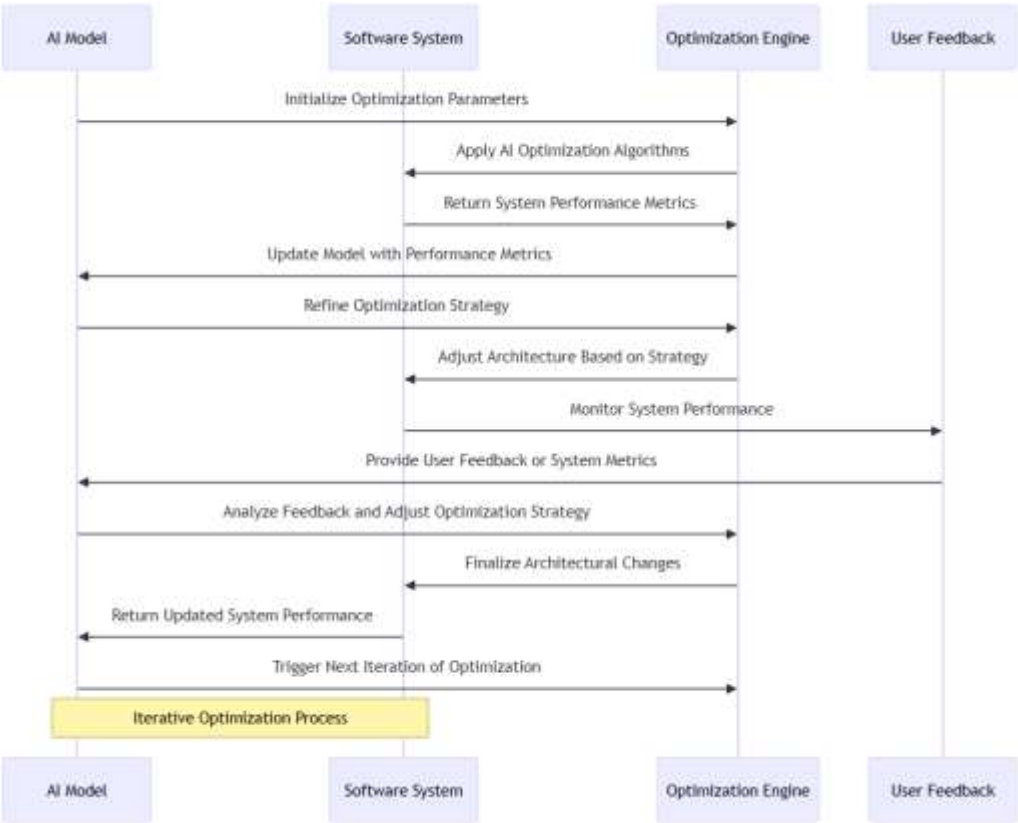 AI Model
Software System
Optimization Engine
User Feedback
Initialize Optimization Parameters
Apply AI Optimization Algorithms
Return System Performance Metrics
Update Model with Performance Metrics
Refine Optimization Strategy
Adjust Architecture Based on Strategy
Monitor System Performance
Provide User Feedback or System Metrics
Analyze Feedback and Adjust Optimization Strategy
Finalize Architectural Changes
Return Updated System Performance
Trigger Next Iteration of Optimization
Iterative Optimization Process
AI Model
Software System
Optimization Engine
User Feedback